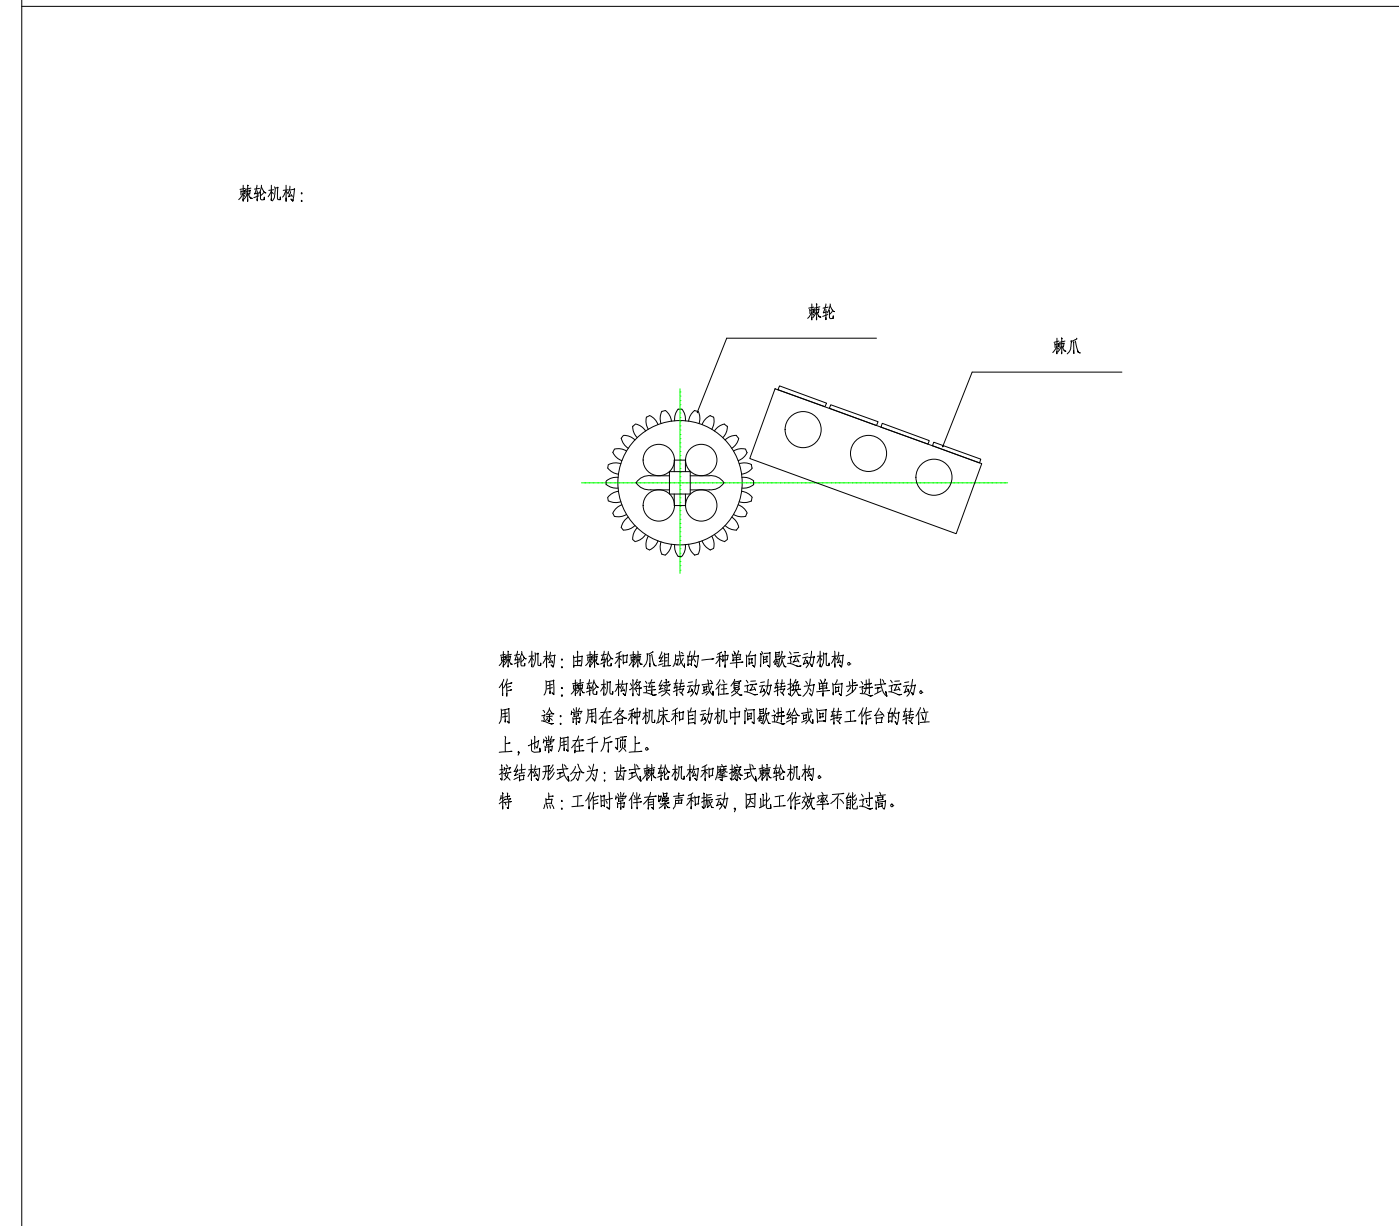 棘轮机构：
棘轮
棘爪
棘轮机构：由棘轮和棘爪组成的一种单向间歇运动机构。
作　　用：棘轮机构将连续转动或往复运动转换为单向步进式运动。
用　　途：常用在各种机床和自动机中间歇进给或回转工作台的转位
上，也常用在千斤顶上。
按结构形式分为：齿式棘轮机构和摩擦式棘轮机构。
特　　点：工作时常伴有噪声和振动，因此工作效率不能过高。